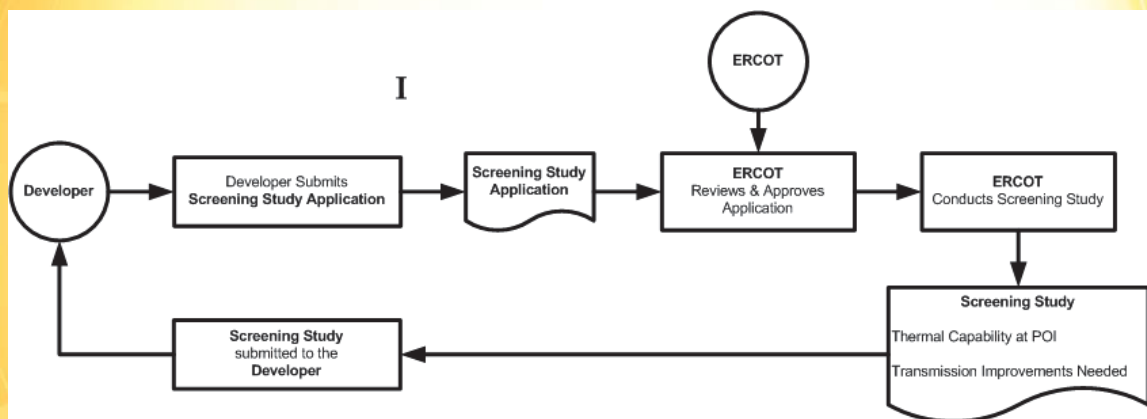 ERCOT
I
Developer
Developer Submits
Screening Study Application
Screening Study
Application
ERCOT
Reviews & Approves
Application
ERCOT
Conducts Screening Study
Screening Study
Thermal Capability at POI
Transmission Improvements Needed
Screening Study
submitted to the
Developer